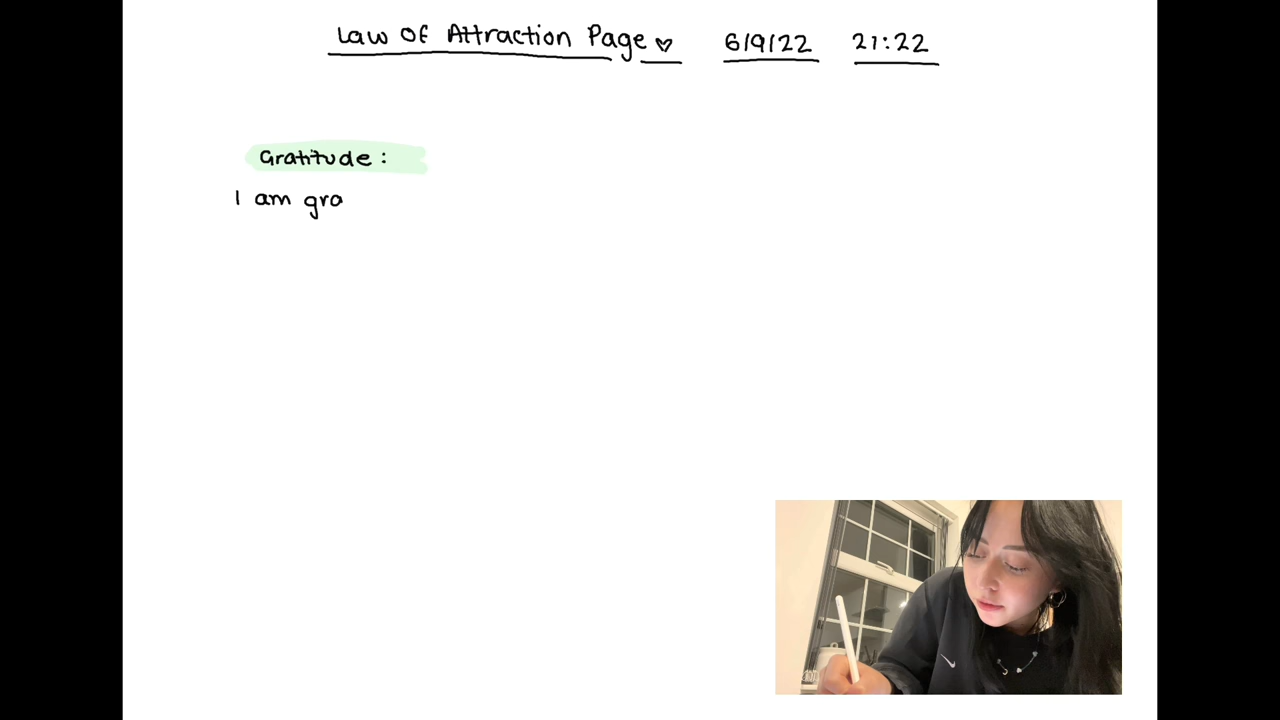 Law Of Attraction Page ♡ 6/9/22 21:22
Gratitude:
I am gra